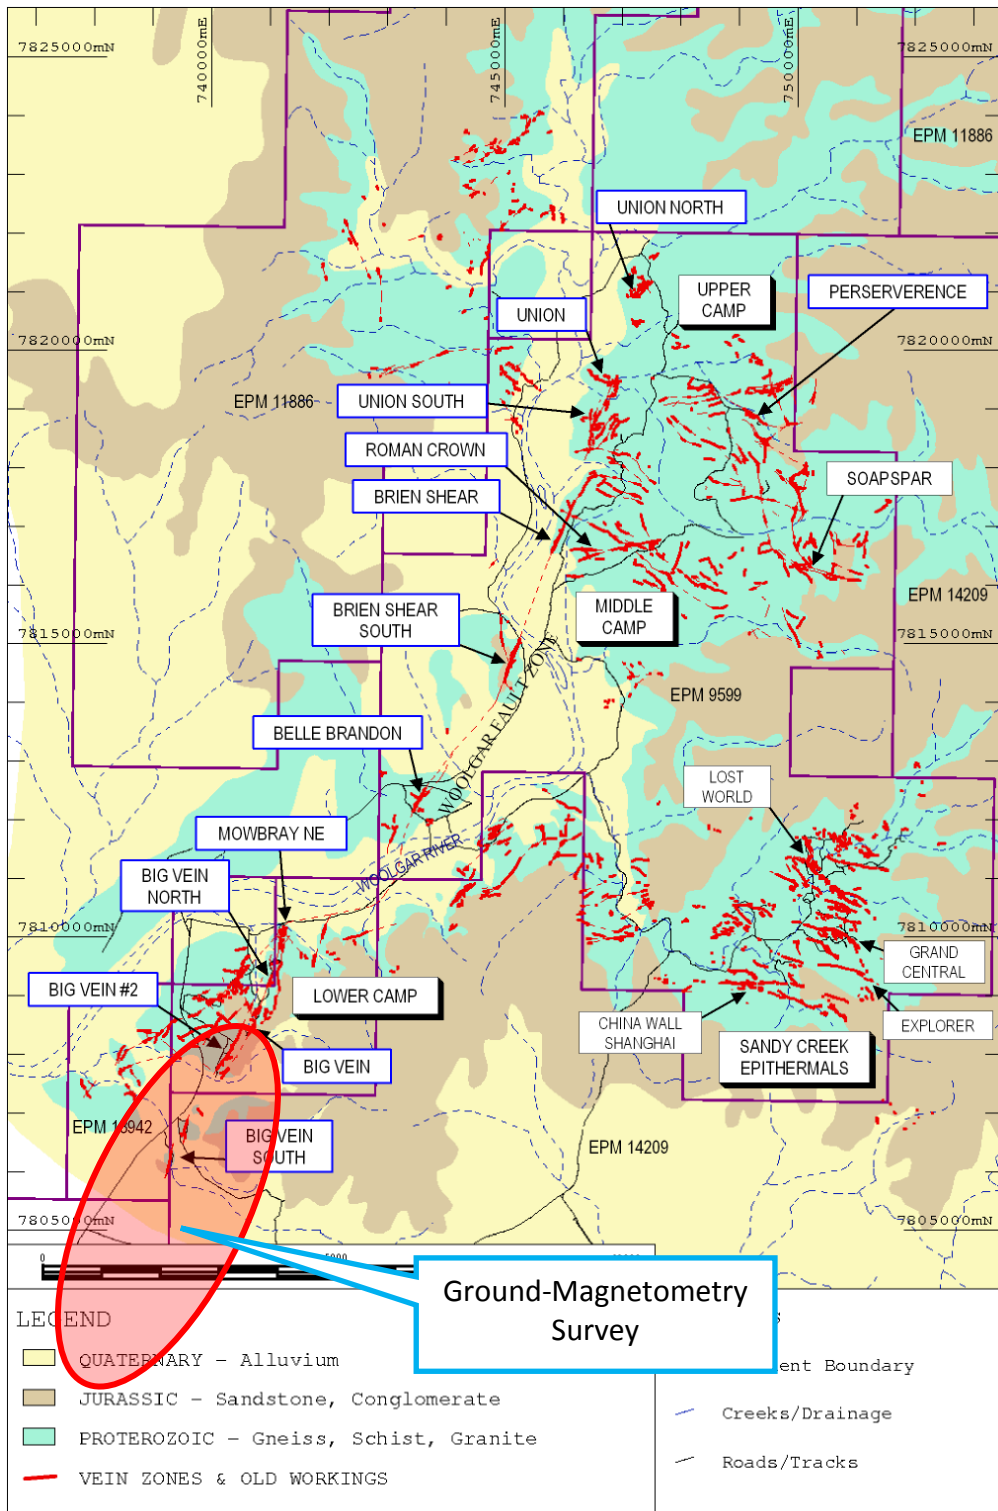 740000mE
745000mE
750000mE
7825000mN
7825000mN
EPM 11886
UNION NORTH
UPPER
CAMP
PERSERVERENCE
UNION
7820000mN
EPM 11886
UNION SOUTH
ROMAN CROWN
BRIEN SHEAR
SOAPSPAR
MIDDLE
CAMP
EPM 14209
BRIEN SHEAR
SOUTH
7815000mN
7815000mN
EPM 9599
WOOLGAR FAULT ZONE
BELLE BRANDON
LOST
WORLD
MOWBRAY NE
WOOLGAR RIVER
BIG VEIN
NORTH
7810000mN
7810000mN
GRAND
CENTRAL
BIG VEIN #2
LOWER CAMP
CHINA WALL
SHANGHAI
EXPLORER
SANDY CREEK
EPITHERMALS
BIG VEIN
EPM
942
BIG VEIN
SOUTH
EPM 14209
7805000mN
7805000mN
0
Ground-Magnetometry
Survey
LEGEND
QUATERNARY – Alluvium
JURASSIC – Sandstone, Conglomerate
PROTEROZOIC – Gneiss, Schist, Granite
VEIN ZONES & OLD WORKINGS
Boundary
Creeks/Drainage
Roads/Tracks